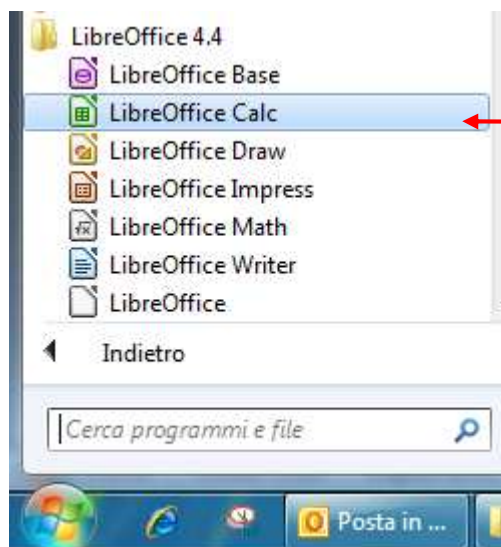 LibreOffice 4.4
LibreOffice Base
LibreOffice Calc
LibreOffice Draw
LibreOffice Impress
LibreOffice Math
LibreOffice Writer
LibreOffice
Indietro
Cerca programmi e file
Posta in ...